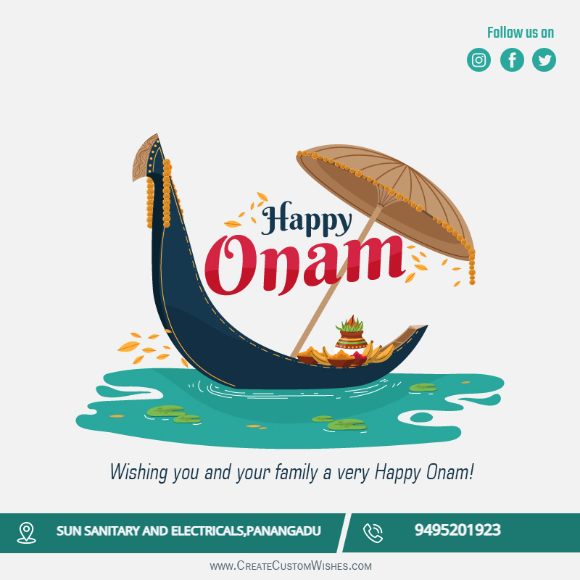 Follow us on
Happy
Onam
Wishing you and your family a very Happy Onam!
SUN SANITARY AND ELECTRICALS,PANANGADU
9495201923
www.CreateCustomWishes.com